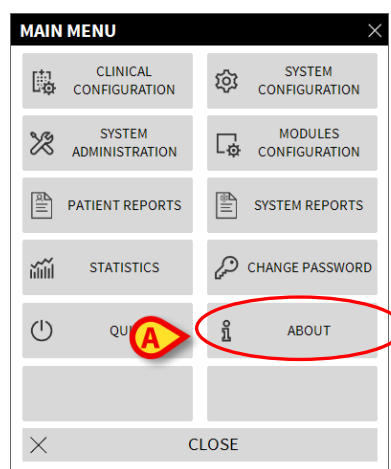 MAIN MENU
CLINICAL
CONFIGURATION
SYSTEM
CONFIGURATION
SYSTEM
ADMINISTRATION
MODULES
CONFIGURATION
PATIENT REPORTS
SYSTEM REPORTS
STATISTICS
CHANGE PASSWORD
QUI
A
ABOUT
CLOSE